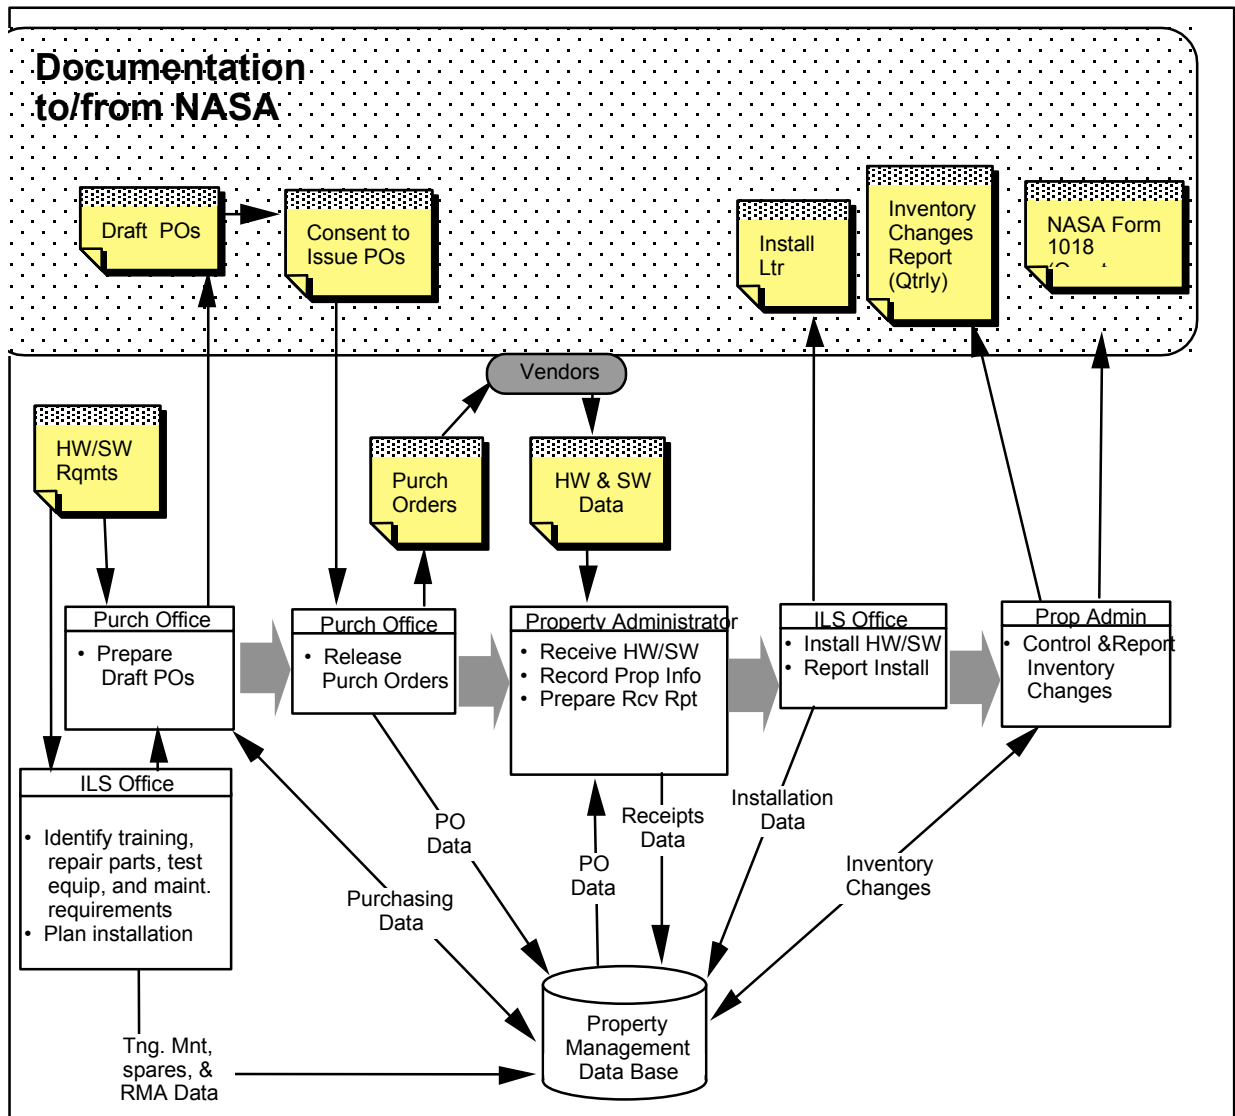 Documentation
to/from NASA
Draft POs
Consent to
Issue POs
Install
Ltr
Inventory
Changes
Report
(Qtrly)
NASA Form
1018
Vendors
HW/SW
Rqmts
Purch
Orders
HW & SW
Data
Purch Office
• Prepare
Draft POs
Purch Office
• Release
Purch Orders
Property Administrator
• Receive HW/SW
• Record Prop Info
• Prepare Rcv Rpt
ILS Office
• Install HW/SW
• Report Install
Prop Admin
• Control &Report
Inventory
Changes
ILS Office
• Identify training,
repair parts, test
equip, and maint.
requirements
• Plan installation
PO
Data
Purchasing
Data
PO
Data
Receipts
Data
Installation
Data
Inventory
Changes
Tng. Mnt,
spares, &
RMA Data
Property
Management
Data Base